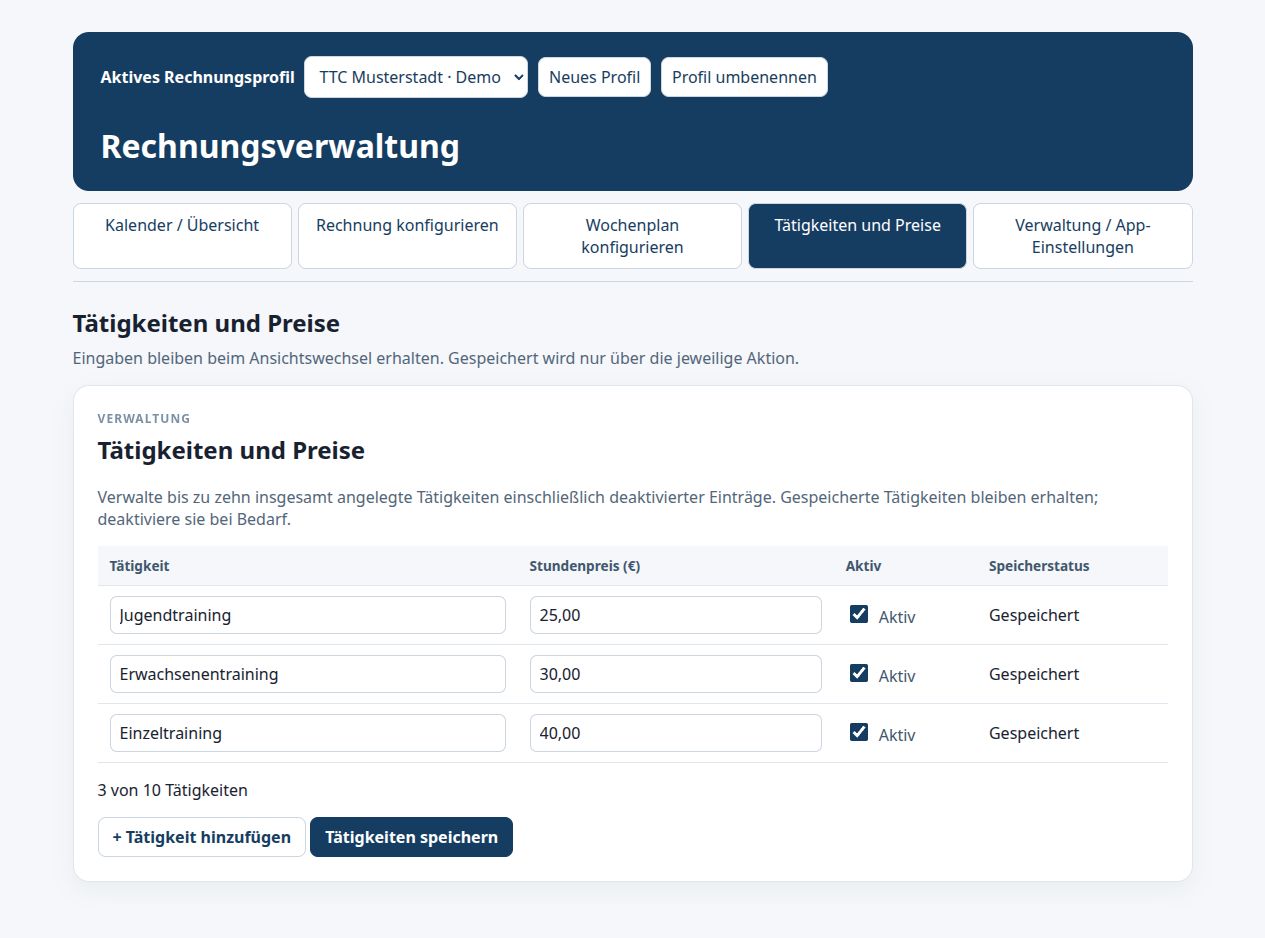 Aktives Rechnungsprofil TTC Musterstadt · Demo Neues Profil Profil umbenennen
Rechnungsverwaltung
Kalender / Übersicht
Rechnung konfigurieren
Wochenplan
konfigurieren
Tätigkeiten und Preise
Verwaltung / App-
Einstellungen
Tätigkeiten und Preise
Eingaben bleiben beim Ansichtswechsel erhalten. Gespeichert wird nur über die jeweilige Aktion.
VERWALTUNG
Tätigkeiten und Preise
Verwalte bis zu zehn insgesamt angelegte Tätigkeiten einschließlich deaktivierter Einträge. Gespeicherte Tätigkeiten bleiben erhalten;
deaktiviere sie bei Bedarf.
Tätigkeit Stundenpreis (€) Aktiv Speicherstatus
Jugendtraining 25,00 Aktiv Gespeichert
Erwachsenentraining 30,00 Aktiv Gespeichert
Einzeltraining 40,00 Aktiv Gespeichert
3 von 10 Tätigkeiten
+ Tätigkeit hinzufügen Tätigkeiten speichern